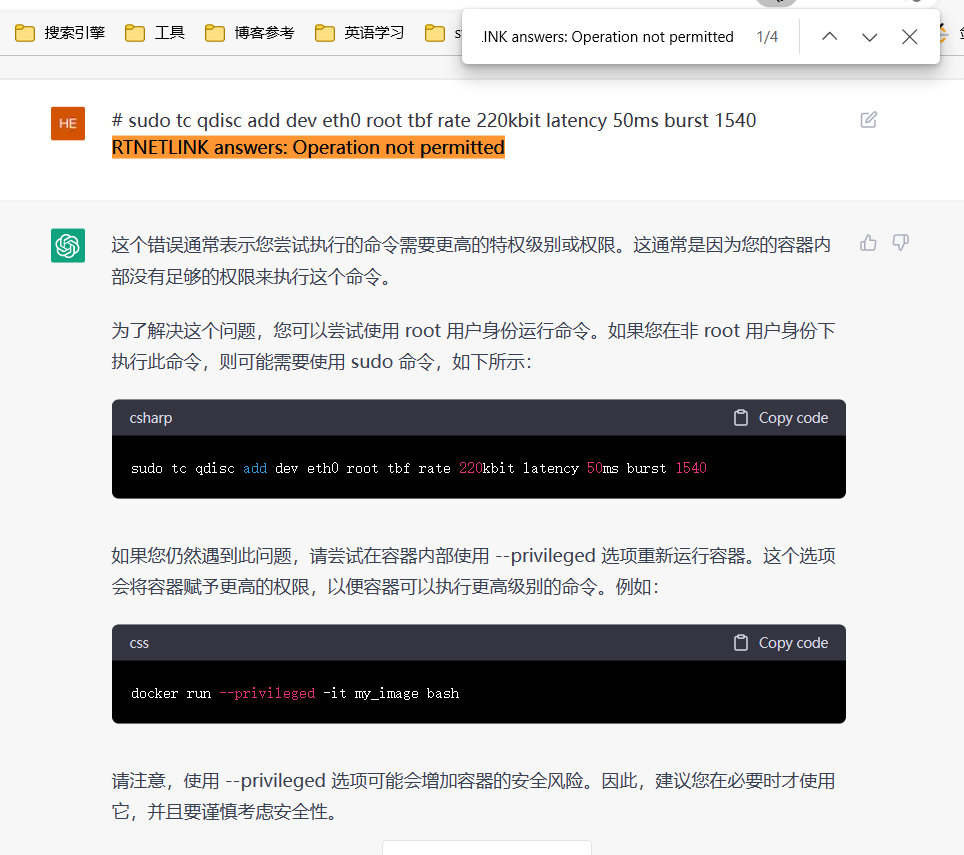 搜索引擎 工具 博客参考 英语学习
.INK answers: Operation not permitted 1/4
HE
# sudo tc qdisc add dev eth0 root tbf rate 220kbit latency 50ms burst 1540
RTNETLINK answers: Operation not permitted
这个错误通常表示您尝试执行的命令需要更高的特权级别或权限。这通常是因为您的容器内
部没有足够的权限来执行这个命令。
为了解决这个问题，您可以尝试使用 root 用户身份运行命令。如果您在非 root 用户身份下
执行此命令，则可能需要使用 sudo 命令，如下所示：
csharp Copy code
sudo tc qdisc add dev eth0 root tbf rate 220kbit latency 50ms burst 1540
如果您仍然遇到此问题，请尝试在容器内部使用 --privileged 选项重新运行容器。这个选项
会将容器赋予更高的权限，以便容器可以执行更高级别的命令。例如：
css Copy code
docker run --privileged -it my_image bash
请注意，使用 --privileged 选项可能会增加容器的安全风险。因此，建议您在必要时才使用
它，并且要谨慎考虑安全性。